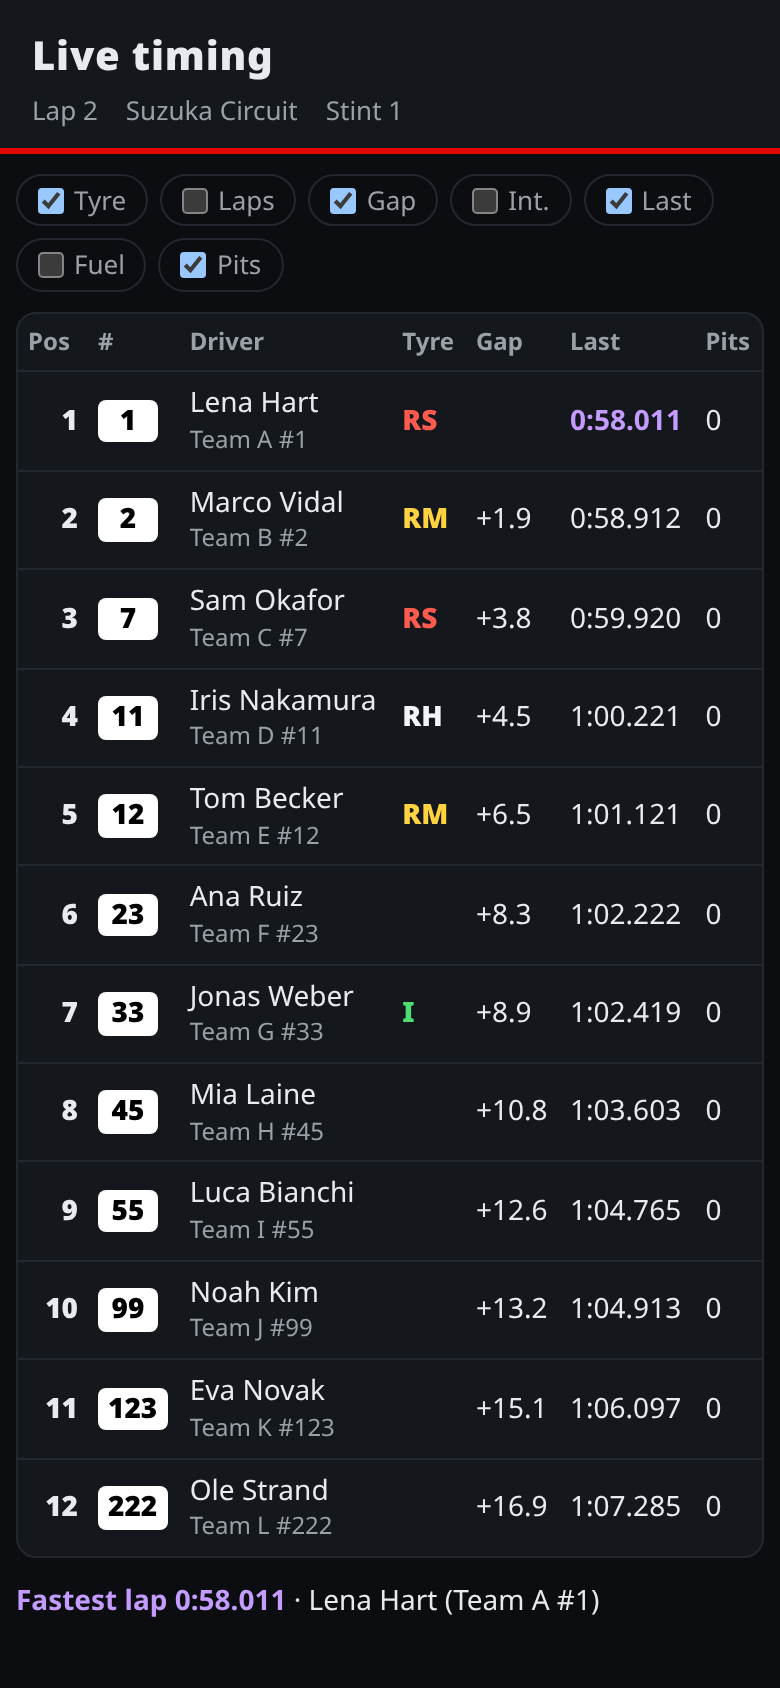 Live timing
Lap 2 Suzuka Circuit Stint 1
Tyre Laps Gap Int. Last
Fuel Pits
Pos # Driver Tyre Gap Last Pits
1 1 Lena Hart RS 0:58.011 0
Team A #1
2 2 Marco Vidal RM +1.9 0:58.912 0
Team B #2
3 7 Sam Okafor RS +3.8 0:59.920 0
Team C #7
4 11 Iris Nakamura RH +4.5 1:00.221 0
Team D #11
5 12 Tom Becker RM +6.5 1:01.121 0
Team E #12
6 23 Ana Ruiz +8.3 1:02.222 0
Team F #23
7 33 Jonas Weber I +8.9 1:02.419 0
Team G #33
8 45 Mia Laine +10.8 1:03.603 0
Team H #45
9 55 Luca Bianchi +12.6 1:04.765 0
Team I #55
10 99 Noah Kim +13.2 1:04.913 0
Team J #99
11 123 Eva Novak +15.1 1:06.097 0
Team K #123
12 222 Ole Strand +16.9 1:07.285 0
Team L #222
Fastest lap 0:58.011 · Lena Hart (Team A #1)